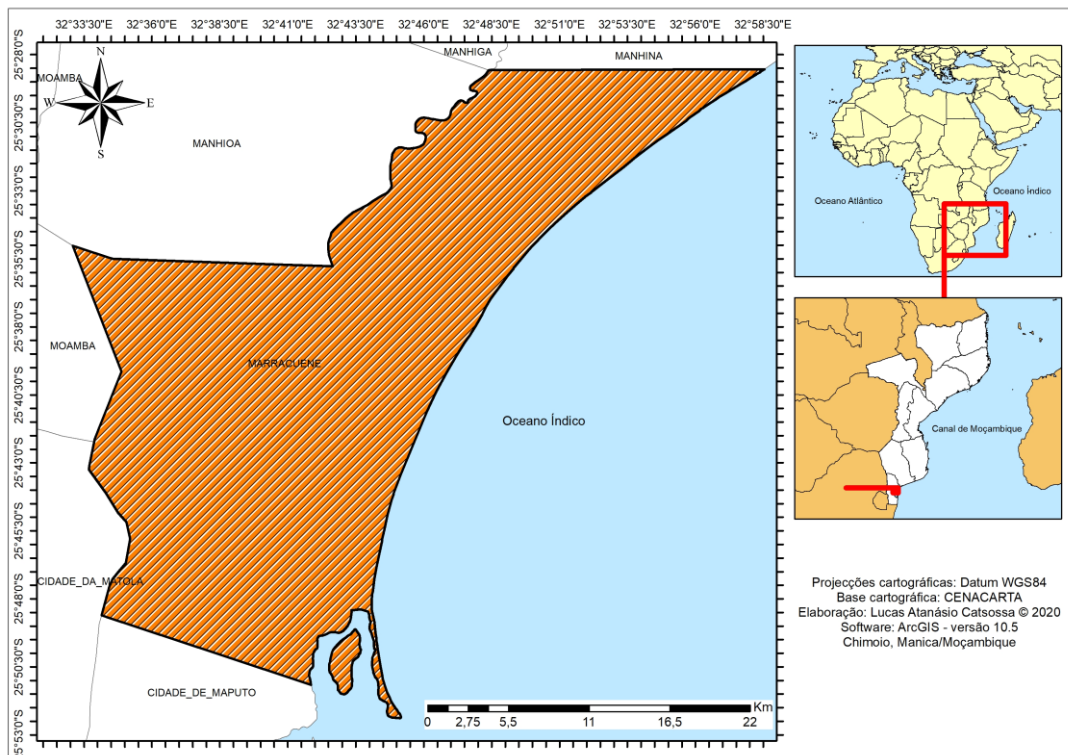 32°33'30"E 32°36'0"E 32°38'30"E 32°41'0"E 32°43'30"E 32°46'0"E 32°48'30"E 32°51'0"E 32°53'30"E 32°56'0"E 32°58'30"E
25°28'0"S
25°30'30"S
25°33'0"S
25°35'30"S
25°38'0"S
25°40'30"S
25°43'0"S
25°45'30"S
25°48'0"S
25°50'30"S
25°53'0"S
MANHIGA
MANHINA
MOAMBA
N
W E
S
MANHIOA
MOAMBA
MARRACUENE
Oceano Índico
CIDADE_DA_MATOLA
CIDADE_DE_MAPUTO
Km
0 2,75 5,5 11 16,5 22
Oceano Atlântico
Oceano Índico
Canal de Moçambique
Projecções cartográficas: Datum WGS84
Base cartográfica: CENACARTA
Elaboração: Lucas Atanásio Catsossa © 2020
Software: ArcGIS - versão 10.5
Chimoio, Manica/Moçambique